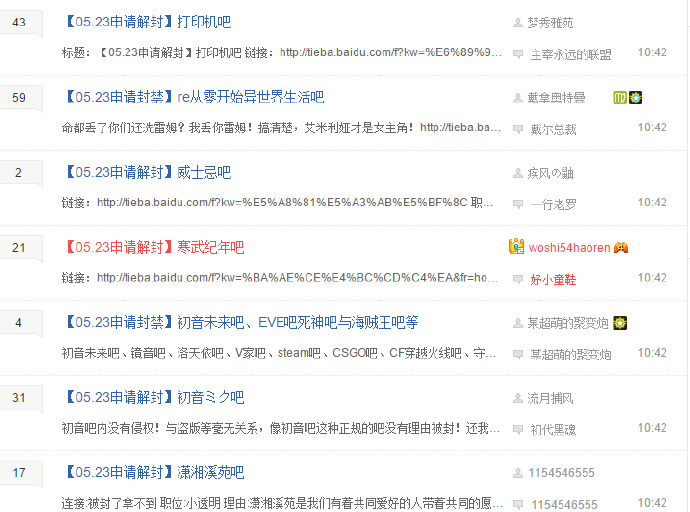 43
【05.23申请解封】打印机吧
梦秀雅苑
标题：【05.23申请解封】打印机吧 链接：http://tieba.baidu.com/f?kw=%E6%89%9...
主宰永远的联盟
10:42
59
【05.23申请封禁】re从零开始异世界生活吧
戴拿奥特曼
命都丢了你们还洗雷姆？我丢你雷姆！搞清楚，艾米利娅才是女主角！http://tieba.ba...
戴尔总裁
10:42
2
【05.23申请解封】威士忌吧
疾风の鼬
链接：http://tieba.baidu.com/f?kw=%E5%A8%81%E5%A3%AB%E5%BF%8C 职...
一行老罗
10:42
21
【05.23申请解封】寒武纪年吧
woshi54haoren
链接：http://tieba.baidu.com/f?kw=%BA%AE%CE%E4%BC%CD%C4%EA&fr=ho...
好小童鞋
10:42
4
【05.23申请封禁】初音未来吧、EVE吧死神吧与海贼王吧等
某超萌的聚变炮
初音未来吧、镜音吧、洛天依吧、V家吧、steam吧、CSGO吧、CF穿越火线吧、守...
某超萌的聚变炮
10:42
31
【05.23申请解封】初音ミク吧
流月捕风
初音吧内没有侵权！与盗版等毫无关系，像初音吧这种正规的吧没有理由被封！还我...
初代黑魂
10:42
17
【05.23申请解封】潇湘溪苑吧
1154546555
连接:被封了拿不到 职位:小透明 理由:潇湘溪苑是我们有着共同爱好的人带着共同的愿...
1154546555
10:42